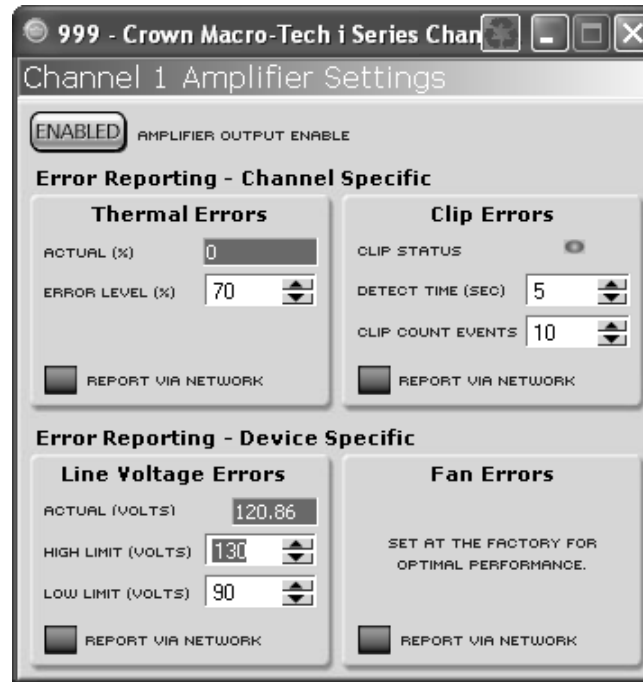 999 - Crown Macro-Tech i Series Chan
Channel 1 Amplifier Settings
ENABLED AMPLIFIER OUTPUT ENABLE
Error Reporting - Channel Specific
Thermal Errors
ACTUAL (%) 0
ERROR LEVEL (%) 70
REPORT VIA NETWORK
Clip Errors
CLIP STATUS
DETECT TIME (SEC) 5
CLIP COUNT EVENTS 10
REPORT VIA NETWORK
Error Reporting - Device Specific
Line Voltage Errors
ACTUAL (VOLTS) 120.86
HIGH LIMIT (VOLTS) 130
LOW LIMIT (VOLTS) 90
REPORT VIA NETWORK
Fan Errors
SET AT THE FACTORY FOR
OPTIMAL PERFORMANCE.
REPORT VIA NETWORK